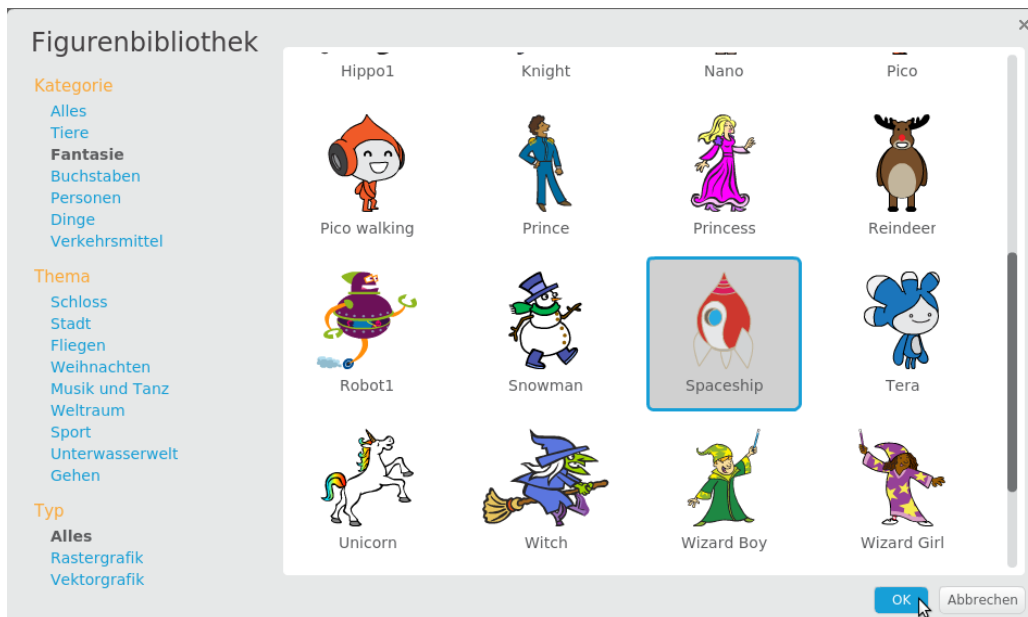 Figurenbibliothek
Kategorie
Alles
Tiere
Fantasie
Buchstaben
Personen
Dinge
Verkehrsmittel
Thema
Schloss
Stadt
Fliegen
Weihnachten
Musik und Tanz
Weltraum
Sport
Unterwasserwelt
Gehen
Typ
Alles
Rastergrafik
Vektorgrafik
Hippo1 Knight Nano Pico
Pico walking Prince Princess Reindeer
Robot1 Snowman Spaceship Tera
Unicorn Witch Wizard Boy Wizard Girl
OK Abbrechen